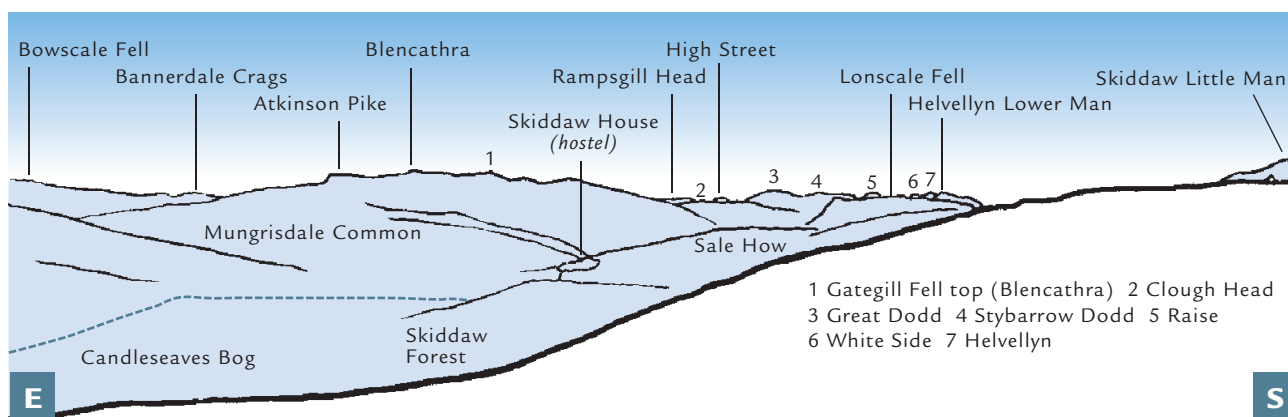 Bowscale Fell
Bannerdale Crags
Atkinson Pike
Blencathra
Skiddaw House
(hostel)
Rampsgill Head
High Street
Lonscale Fell
Helvellyn Lower Man
Skiddaw Little Man
1
2
3
4
5
6
7
Mungrisdale Common
Sale How
Candleseaves Bog
Skiddaw
Forest
1 Gategill Fell top (Blencathra) 2 Clough Head
3 Great Dodd 4 Stybarrow Dodd 5 Raise
6 White Side 7 Helvellyn
E
S